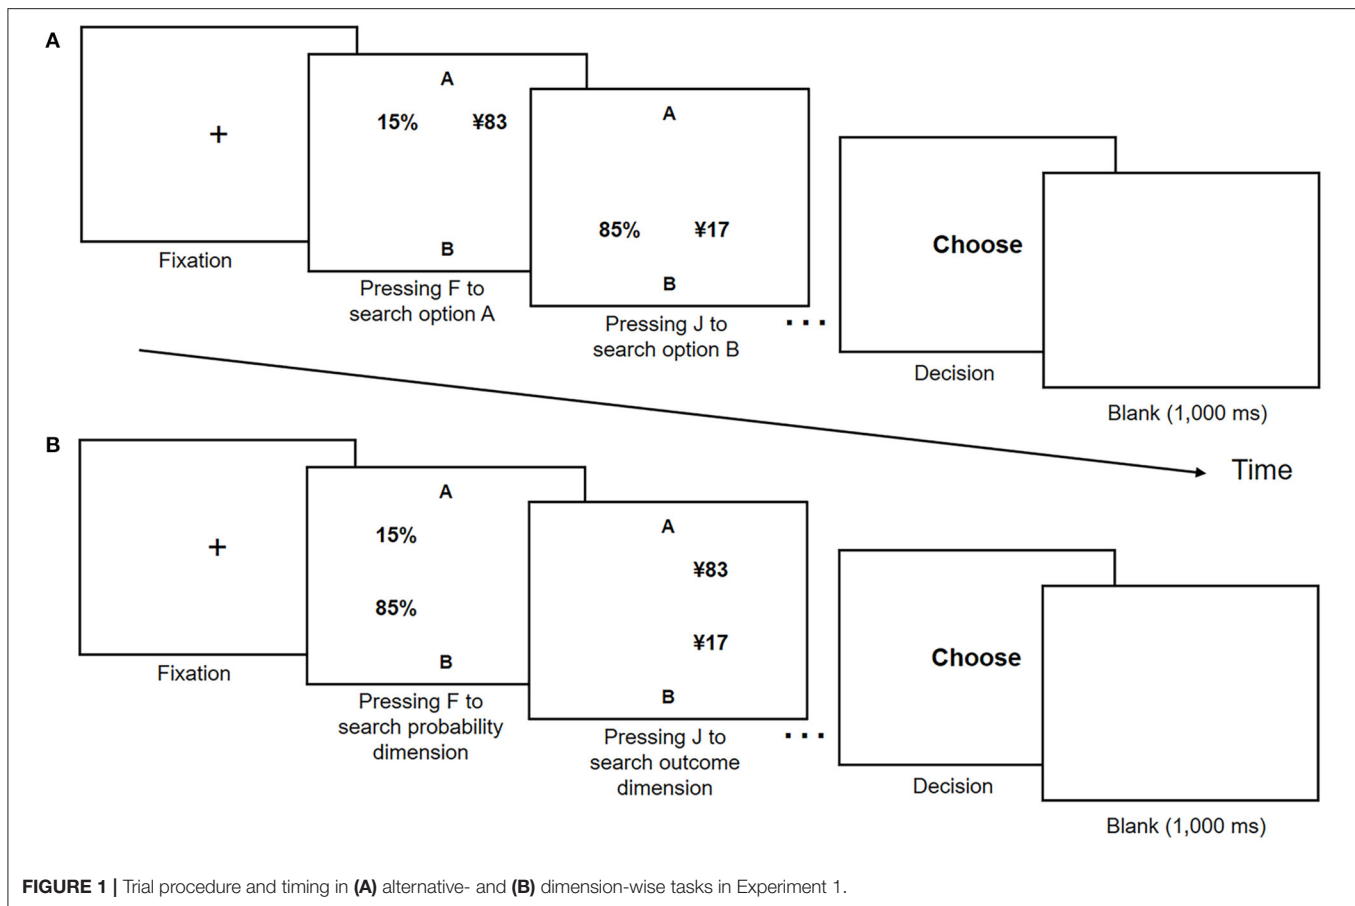 A
+
Fixation
A
15% ¥83
B
Pressing F to
search option A
A
85% ¥17
B
Pressing J to
search option B
...
Choose
Decision
Blank (1,000 ms)
Time
B
+
Fixation
A
15%
85%
B
Pressing F to
search probability
dimension
A
¥83
¥17
B
Pressing J to
search outcome
dimension
...
Choose
Decision
Blank (1,000 ms)
FIGURE 1 | Trial procedure and timing in (A) alternative- and (B) dimension-wise tasks in Experiment 1.